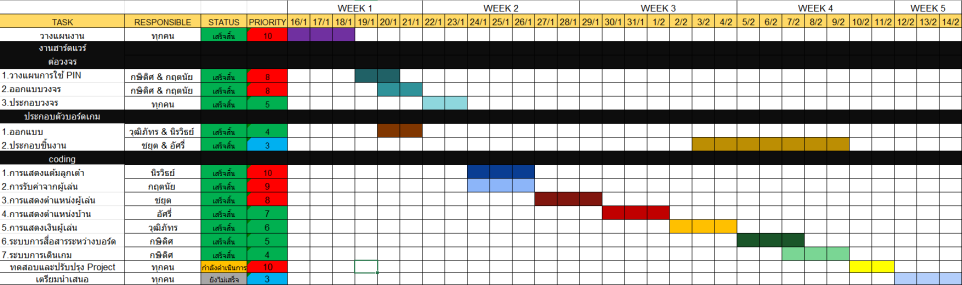 WEEK 1 WEEK 2 WEEK 3 WEEK 4
TASK RESPONSIBLE STATUS PRIORITY 16/1 17/1 18/1 19/1 20/1 21/1 22/1 23/1 24/1 25/1 26/1 27/1 28/1 29/1 30/1 31/1 1/2 2/2 3/2 4/2 5/2 6/2 7/2 8/2 9/2 10/2 11/2 12/2 13/2 14/2
วางแผนงาน ทุกคน เสร็จสิ้น 10
งานฮาร์ดแวร์
ต่อวงจร
1.วางแผนการใช้ PIN กษิดิศ & กฤตนัย เสร็จสิ้น 9
2.ออกแบบวงจร กษิดิศ & กฤตนัย เสร็จสิ้น 8
3.ประกอบวงจร ทุกคน เสร็จสิ้น 5
ประกอบตัวบอร์ดเกม
1.ออกแบบ วุฒิภัทร & นิรวิธย์ เสร็จสิ้น 4
2.ประกอบชิ้นงาน ชยุต & อัศรี่ เสร็จสิ้น 3
coding
1.การแสดงแต้มลูกเต๋า นิรวิธย์ เสร็จสิ้น 10
2.การรับค่าจากผู้เล่น กฤตนัย เสร็จสิ้น 9
3.การแสดงตำแหน่งผู้เล่น ชยุต เสร็จสิ้น 8
4.การแสดงตำแหน่งบ้าน อัศรี่ เสร็จสิ้น 7
5.การแสดงเงินผู้เล่น วุฒิภัทร เสร็จสิ้น 6
6.ระบบการสื่อสารระหว่างบอร์ด กษิดิศ เสร็จสิ้น 5
7.ระบบการเดินเกม กษิดิศ เสร็จสิ้น 4
ทดสอบและปรับปรุง Project ทุกคน กำลังดำเนินการ 10
เตรียมนำเสนอ ทุกคน ยังไม่เสร็จ 3